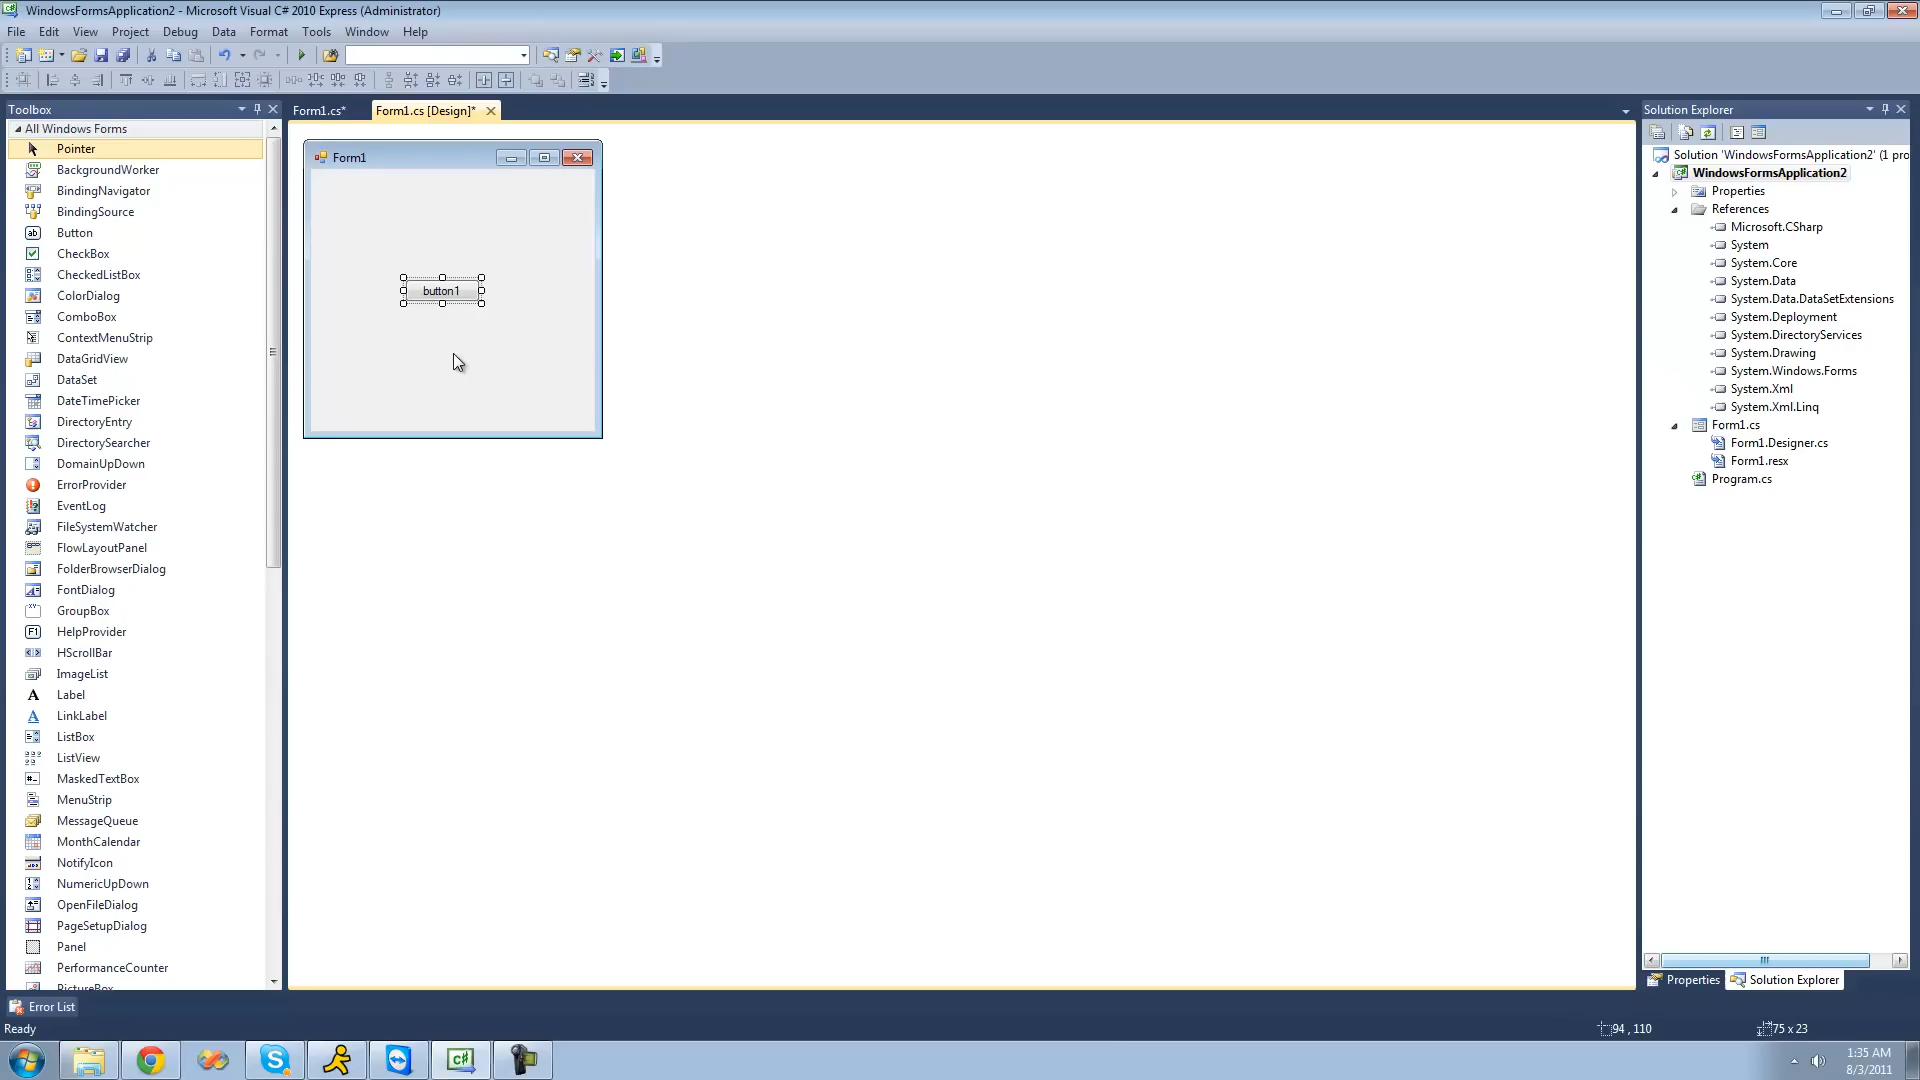 WindowsFormsApplication2 - Microsoft Visual C# 2010 Express (Administrator)
File Edit View Project Debug Data Format Tools Window Help
Toolbox
All Windows Forms
Pointer
BackgroundWorker
BindingNavigator
BindingSource
Button
CheckBox
CheckedListBox
ColorDialog
ComboBox
ContextMenuStrip
DataGridView
DataSet
DateTimePicker
DirectoryEntry
DirectorySearcher
DomainUpDown
ErrorProvider
EventLog
FileSystemWatcher
FlowLayoutPanel
FolderBrowserDialog
FontDialog
GroupBox
HelpProvider
HScrollBar
ImageList
Label
LinkLabel
ListBox
ListView
MaskedTextBox
MenuStrip
MessageQueue
MonthCalendar
NotifyIcon
NumericUpDown
OpenFileDialog
PageSetupDialog
Panel
PerformanceCounter
PictureBox
Form1.cs* Form1.cs [Design]*
Form1
button1
Solution Explorer
Solution 'WindowsFormsApplication2' (1 pro
WindowsFormsApplication2
Properties
References
Microsoft.CSharp
System
System.Core
System.Data
System.Data.DataSetExtensions
System.Deployment
System.DirectoryServices
System.Drawing
System.Windows.Forms
System.Xml
System.Xml.Linq
Form1.cs
Form1.Designer.cs
Form1.resx
Program.cs
Properties Solution Explorer
Error List
Ready 94 , 110 75 x 23
1:35 AM
8/3/2011